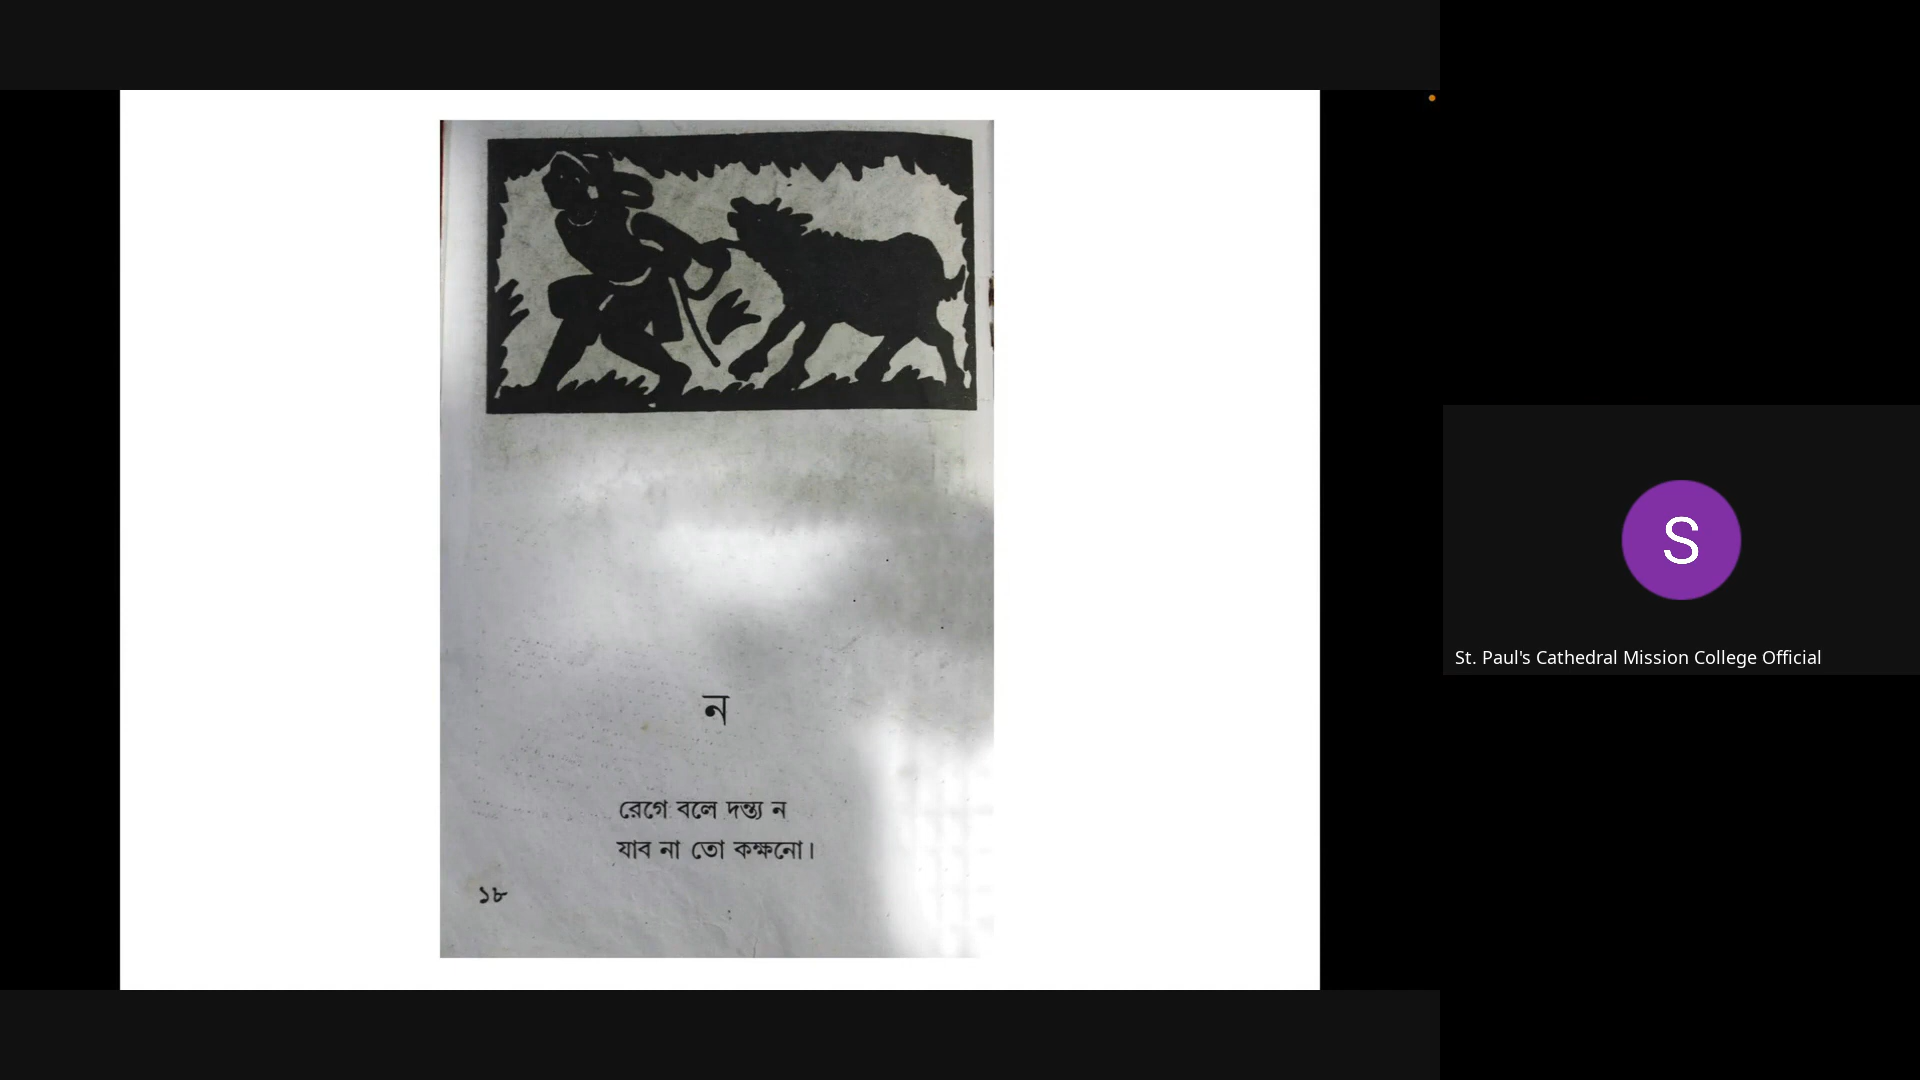 ন
রেগে বলে দন্ত্য ন
যাব না তো কক্ষনো।
১৮
S
St. Paul's Cathedral Mission College Official